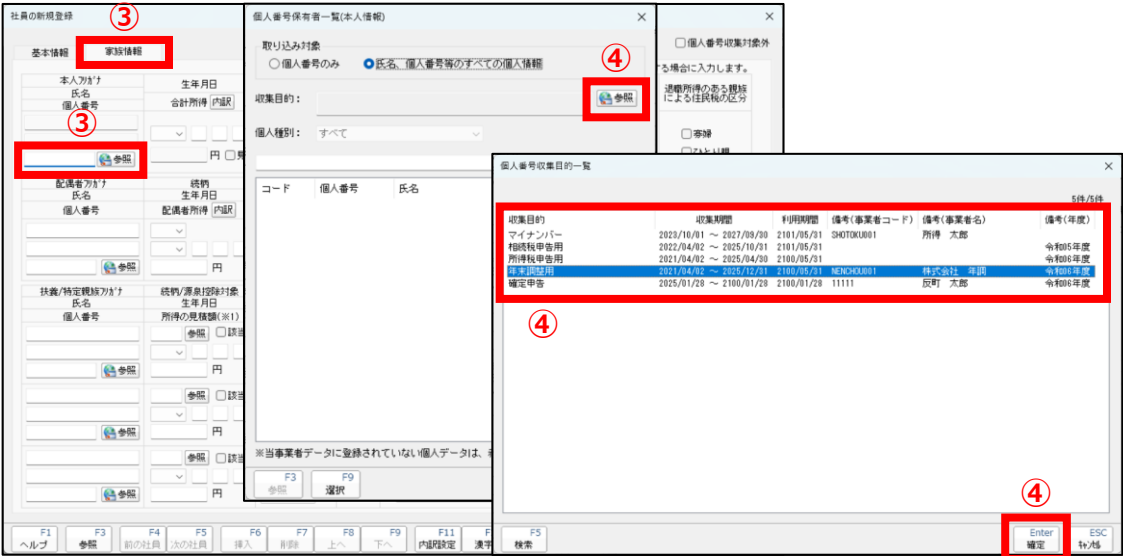 社員の新規登録
③
基本情報
家族情報
本人ﾌﾘｶﾞﾅ
氏名
個人番号
生年月日
合計所得 内訳
③
参照
円
配偶者ﾌﾘｶﾞﾅ
氏名
個人番号
続柄
生年月日
配偶者所得 内訳
参照
円
扶養/特定親族ﾌﾘｶﾞﾅ
氏名
個人番号
続柄/源泉控除対象
生年月日
所得の見積額(※1)
参照 該当
参照
円
参照 該当
参照
円
参照 該当
参照
円
F1 ヘルプ
F3 参照
F4 前の社員
F5 次の社員
F6 挿入
F7 削除
F8 上へ
F9 下へ
F11 内訳設定
漢字
個人番号保有者一覧(本人情報)
×
取り込み対象
個人番号のみ
氏名、個人番号等のすべての個人情報
④
収集目的：
参照
個人種別：
すべて
コード 個人番号 氏名
※当事業者データに登録されていない個人データは、
F3 参照
F9 選択
×
個人番号収集対象外
る場合に入力します。
退職所得のある親族
による住民税の区分
寡婦
ひとり親
個人番号収集目的一覧
×
5件/5件
収集目的 収集期間 利用期間 備考(事業者コード) 備考(事業者名) 備考(年度)
マイナンバー 2023/10/01 ～ 2027/09/30 2101/05/31 SHOTOKU001 所得 太郎
相続税申告用 2022/04/02 ～ 2025/10/31 2101/05/31 令和05年度
所得税申告用 2021/04/02 ～ 2025/04/30 2100/05/31 令和06年度
年末調整用 2021/04/02 ～ 2025/12/31 2100/05/31 NENCHOU001 株式会社 年調 令和06年度
確定申告 2025/01/28 ～ 2100/01/28 2100/01/28 11111 反町 太郎 令和06年度
④
④
F5 検索
Enter 確定
ESC ｷｬﾝｾﾙ